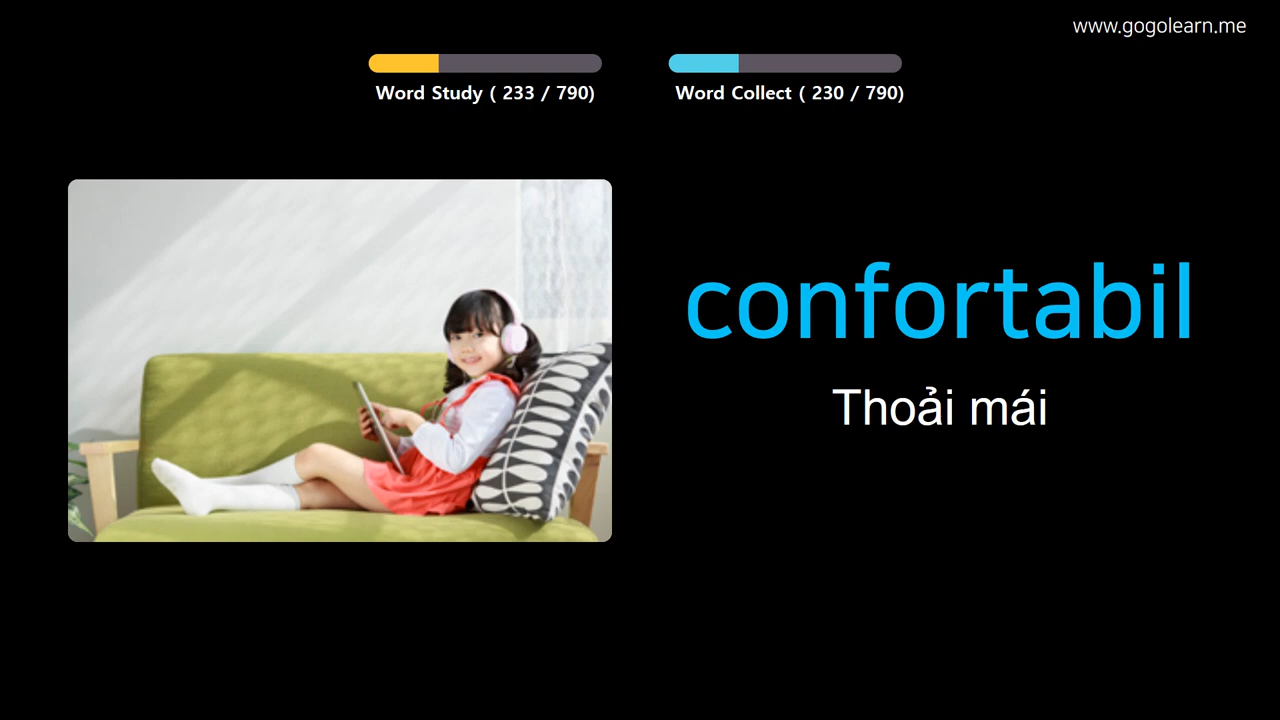 www.gogolearn.me
Word Study ( 233 / 790)
Word Collect ( 230 / 790)
confortabil
Thoải mái